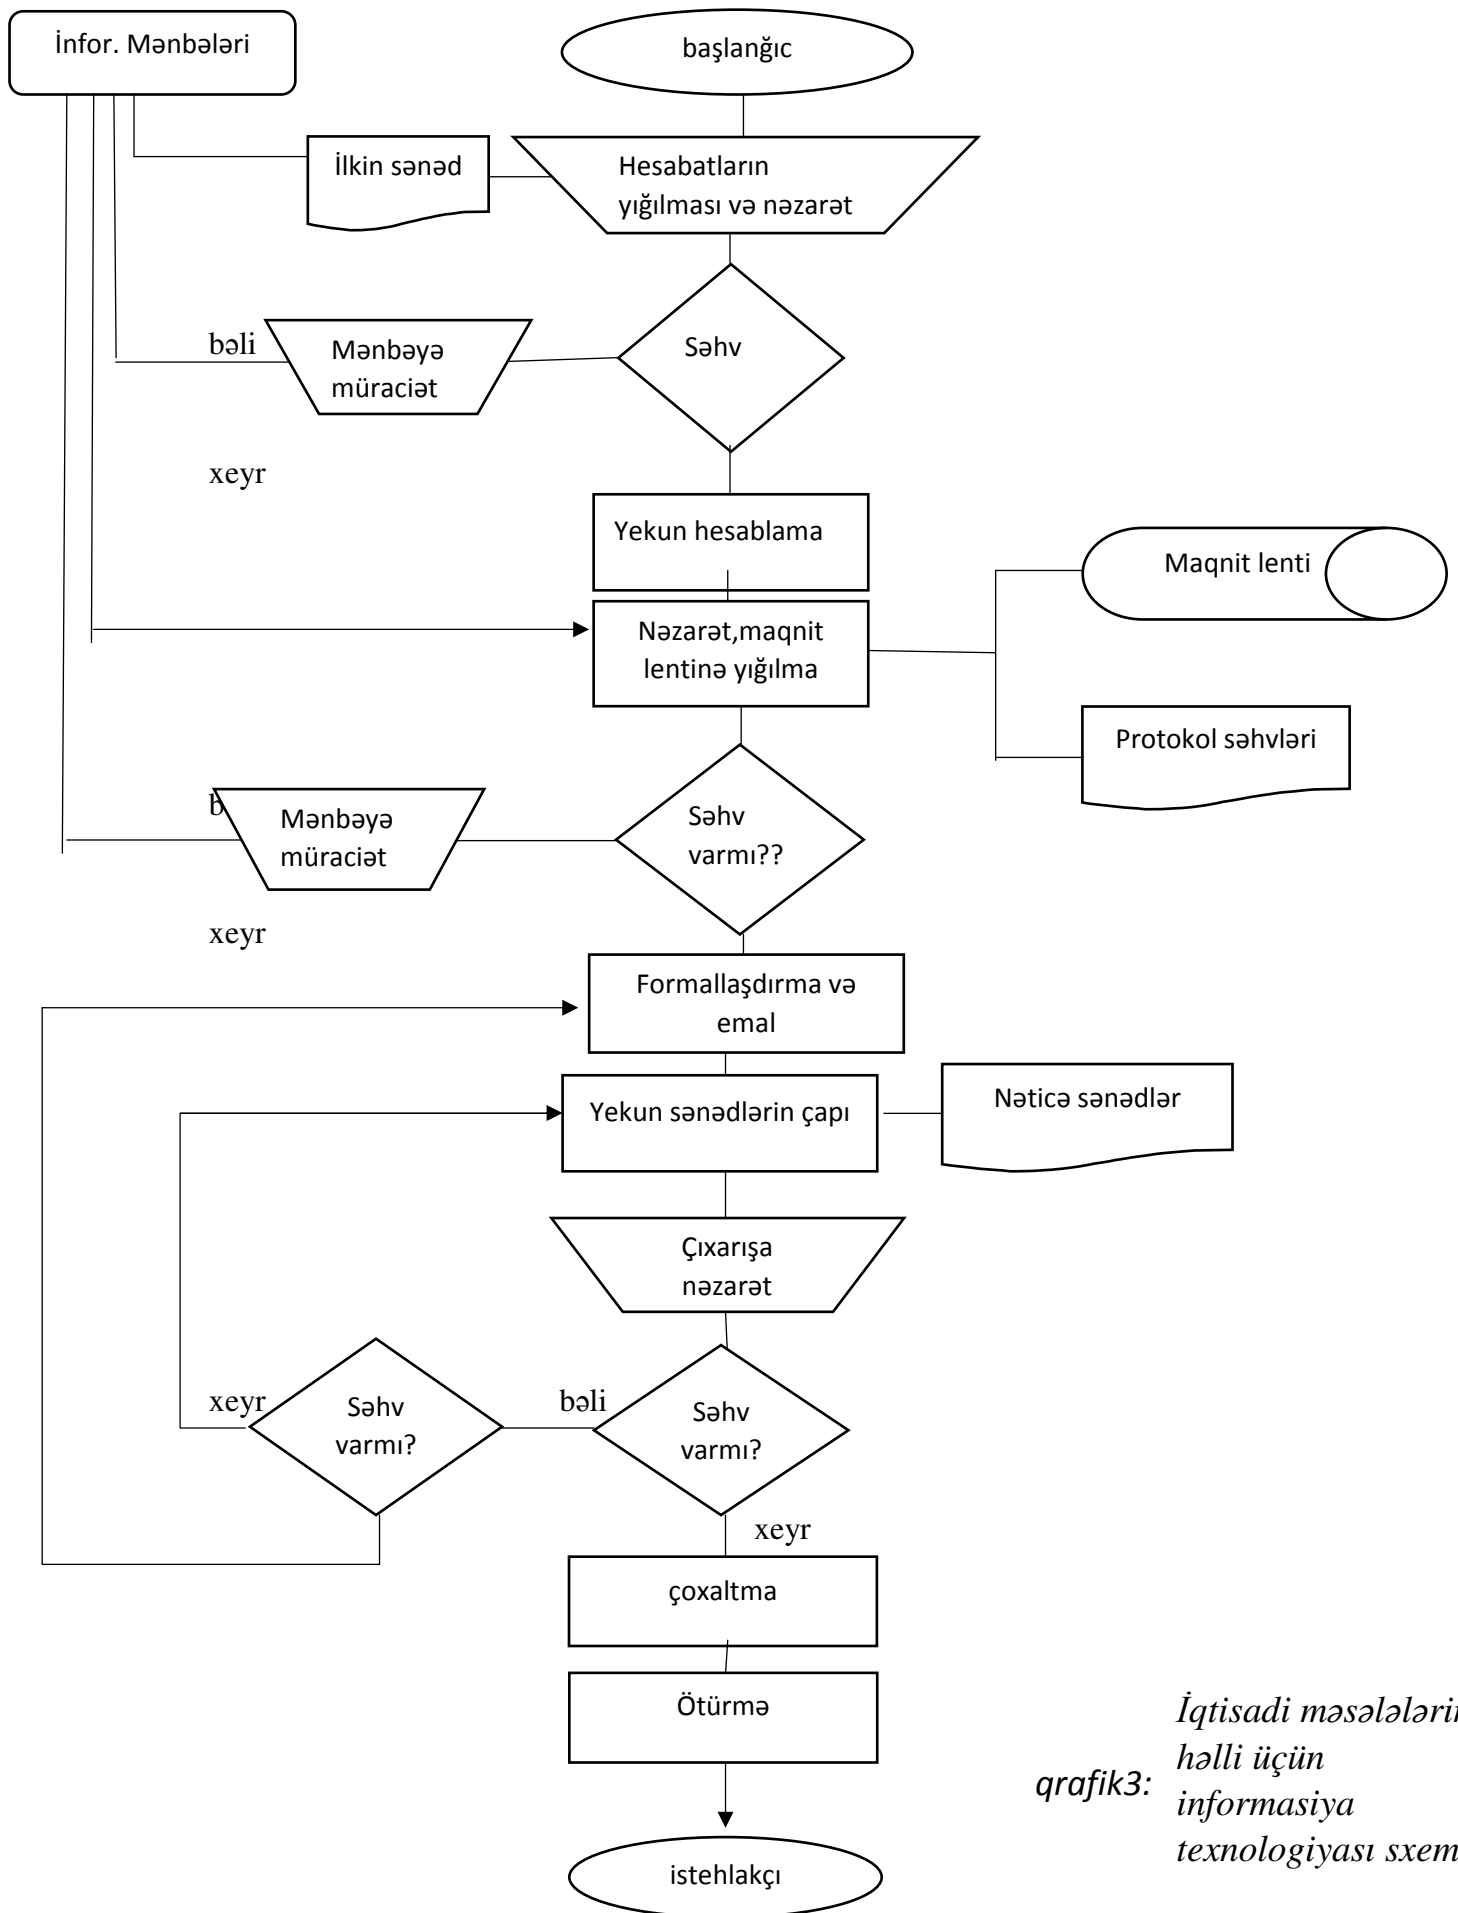 İnfor. Mənbələri
başlanğıc
İlkin sənəd
Hesabatların
yığılması və nəzarət
bəli
Mənbəyə
müraciət
Səhv
xeyr
Yekun hesablama
Maqnit lenti
Nəzarət,maqnit
lentinə yığılma
Protokol səhvləri
Mənbəyə
müraciət
Səhv
varmı??
xeyr
Formallaşdırma və
emal
Yekun sənədlərin çapı
Nəticə sənədlər
Çıxarışa
nəzarət
xeyr
Səhv
varmı?
bəli
Səhv
varmı?
xeyr
çoxaltma
Ötürmə
qrafik3:
İqtisadi məsələlərin
həlli üçün
informasiya
texnologiyası sxem
istehlakçı